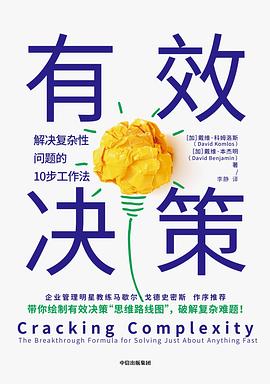 有效
解决复杂性
问题的
10步工作法
[加]戴维·科姆洛斯
(David Komlos)
[加]戴维·本杰明
(David Benjamin)
著
李静 译
决策
企业管理明星教练马歇尔·戈德史密斯 作序推荐
带你绘制有效决策“思维路线图”，破解复杂难题！
Cracking Complexity
The Breakthrough Formula for Solving Just About Anything Fast
中信出版集团